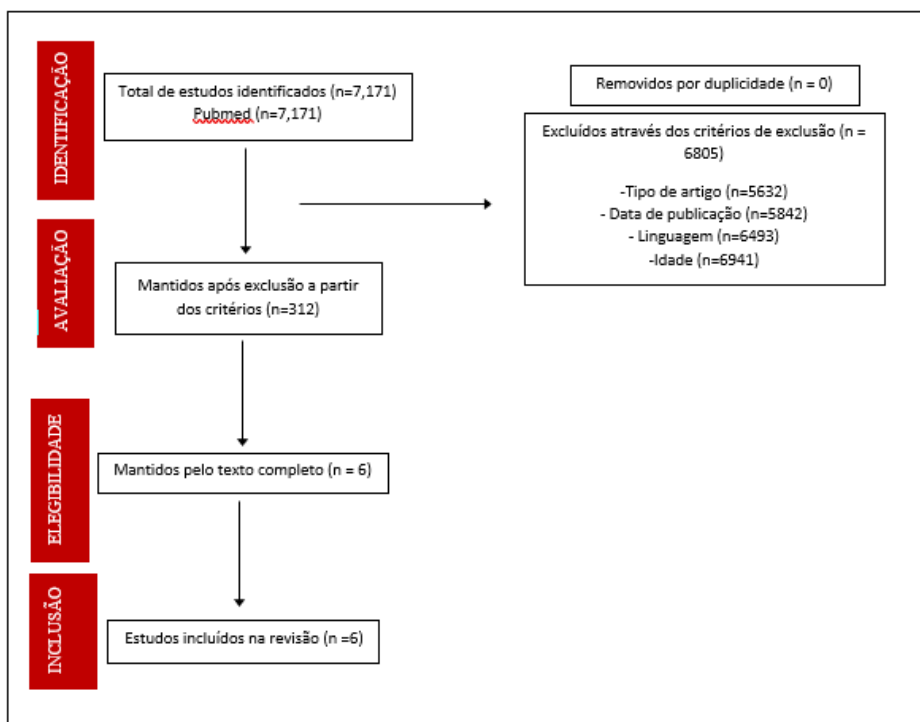 IDENTIFICAÇÃO
Total de estudos identificados (n=7,171)
Pubmed (n=7,171)
Removidos por duplicidade (n = 0)
Excluídos através dos critérios de exclusão (n =
6805)
-Tipo de artigo (n=5632)
- Data de publicação (n=5842)
- Linguagem (n=6493)
-Idade (n=6941)
AVALIAÇÃO
Mantidos após exclusão a partir
dos critérios (n=312)
ELEGIBILIDADE
Mantidos pelo texto completo (n = 6)
INCLUSÃO
Estudos incluídos na revisão (n =6)